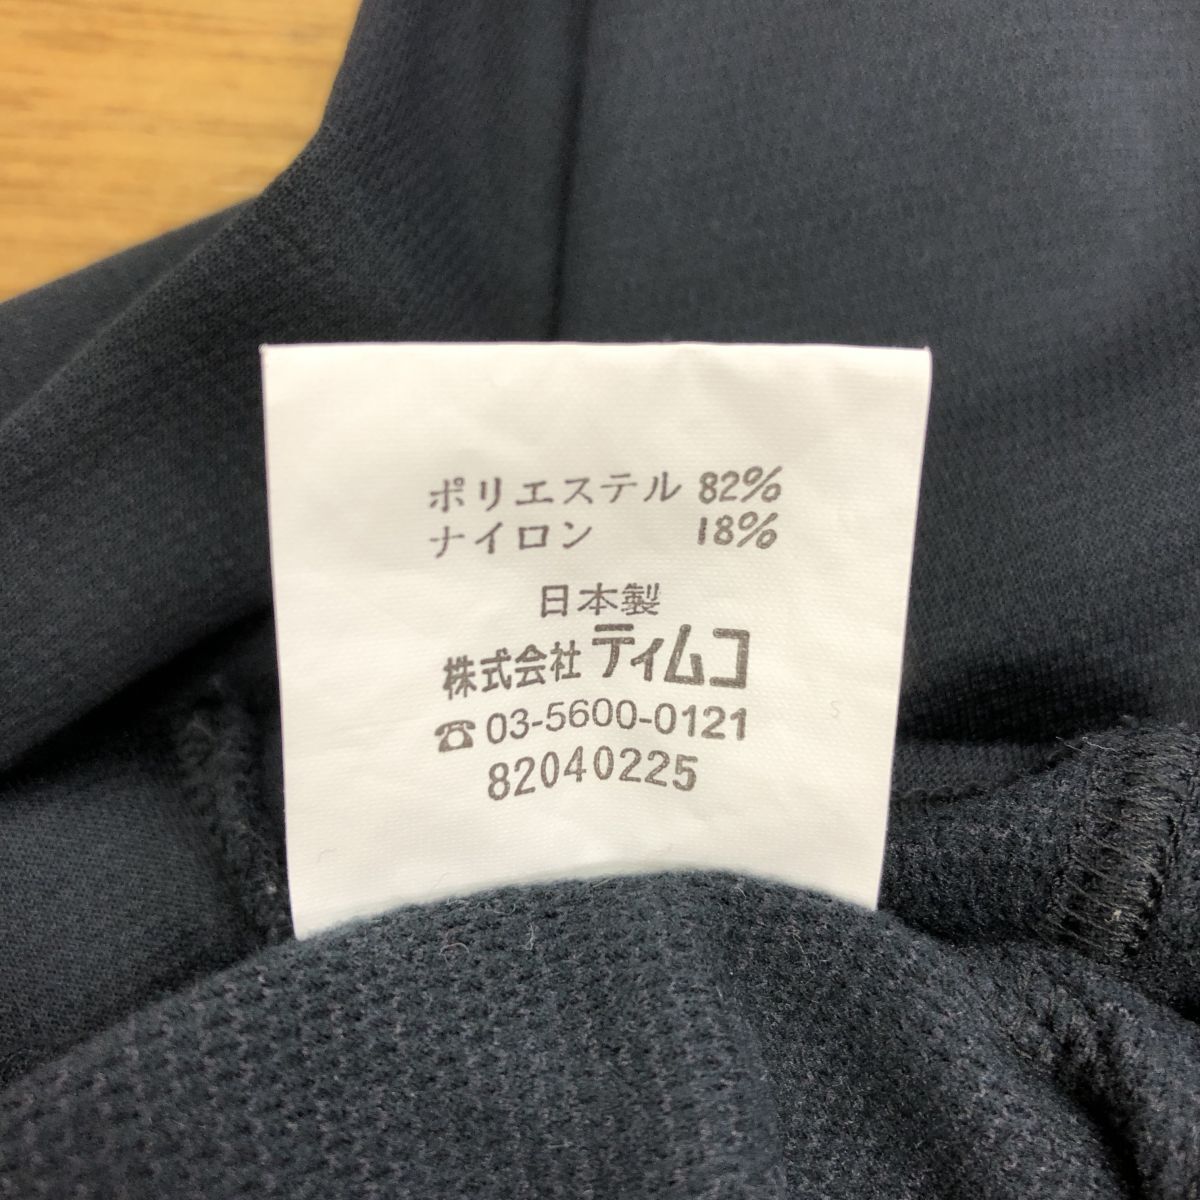 ポリエステル 82%
ナイロン 18%
日本製
株式会社ティムコ
☎03-5600-0121
82040225